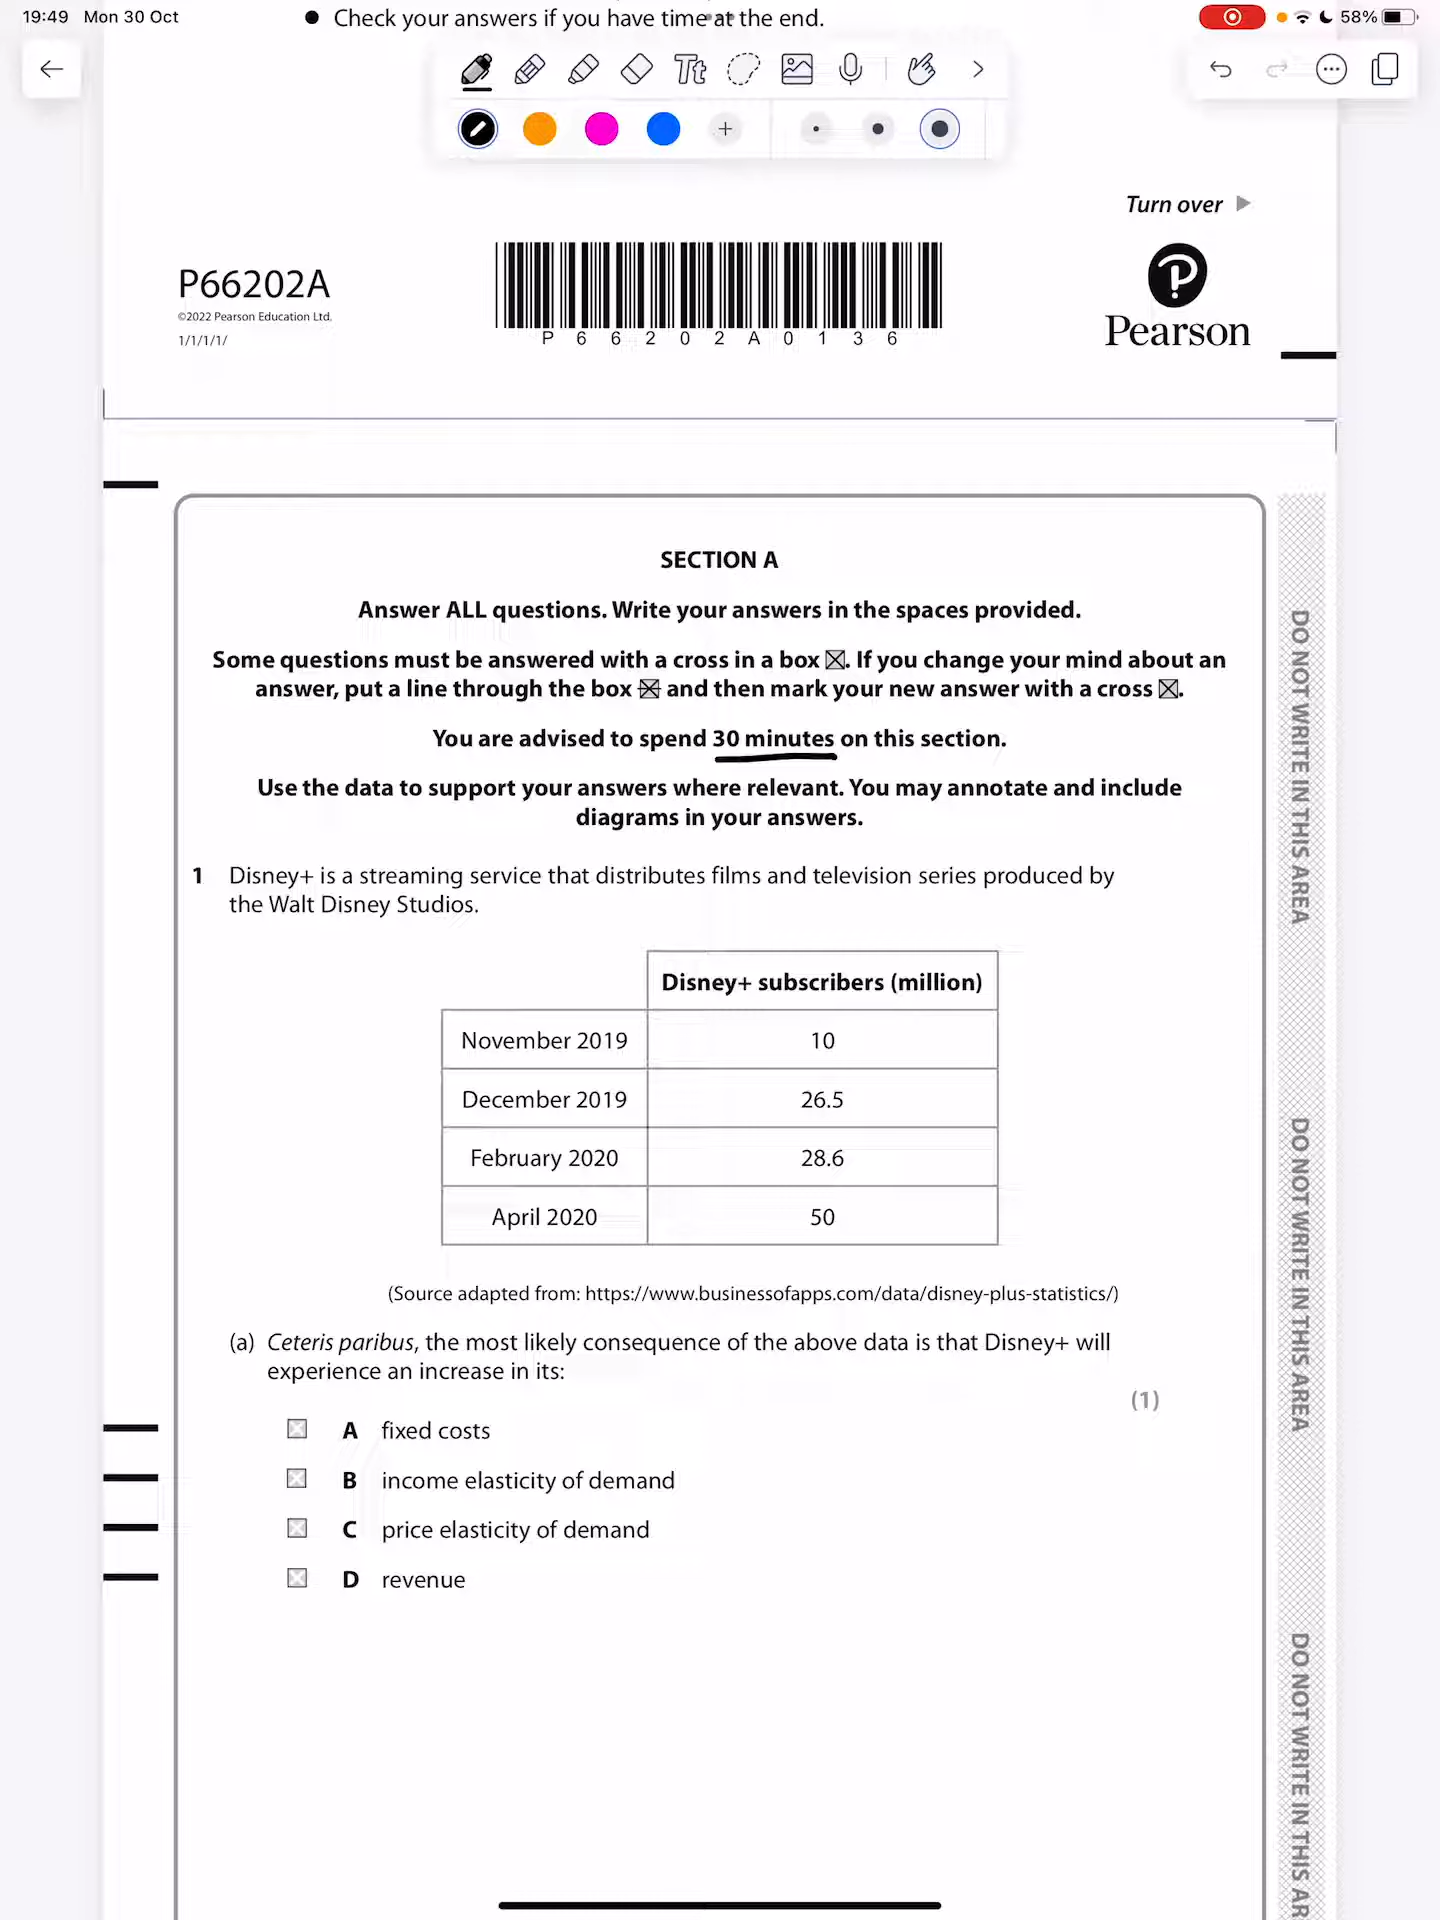 19:49 Mon 30 Oct
58%
● Check your answers if you have time at the end.
Tt
Turn over ▶
P66202A
©2022 Pearson Education Ltd.
1/1/1/1/
P 6 6 2 0 2 A 0 1 3 6
Pearson
SECTION A
Answer ALL questions. Write your answers in the spaces provided.
Some questions must be answered with a cross in a box ☒. If you change your mind about an
answer, put a line through the box ☒ and then mark your new answer with a cross ☒.
You are advised to spend 30 minutes on this section.
Use the data to support your answers where relevant. You may annotate and include
diagrams in your answers.
1 Disney+ is a streaming service that distributes films and television series produced by
the Walt Disney Studios.
Disney+ subscribers (million)
November 2019 10
December 2019 26.5
February 2020 28.6
April 2020 50
(Source adapted from: https://www.businessofapps.com/data/disney-plus-statistics/)
(a) Ceteris paribus, the most likely consequence of the above data is that Disney+ will
experience an increase in its:
(1)
A fixed costs
B income elasticity of demand
C price elasticity of demand
D revenue
DO NOT WRITE IN THIS AREA
DO NOT WRITE IN THIS AREA
DO NOT WRITE IN THIS AR